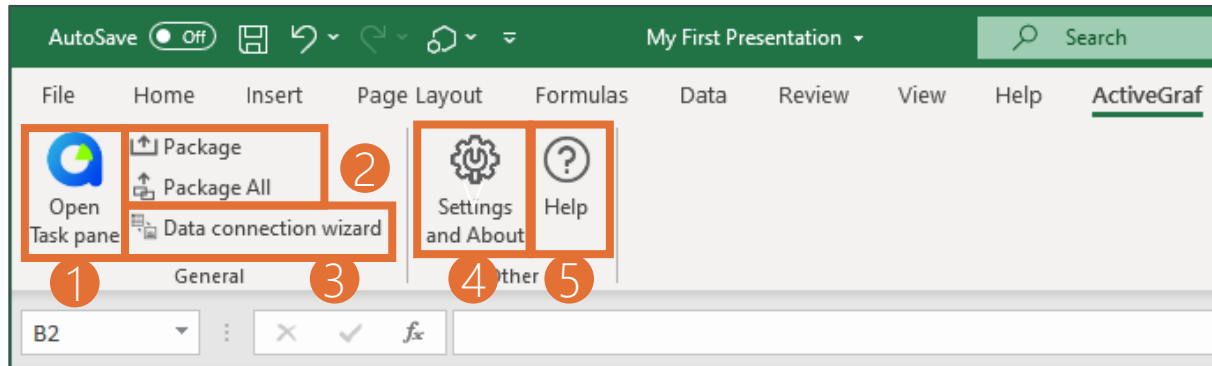 AutoSave Off My First Presentation Search
File Home Insert Page Layout Formulas Data Review View Help ActiveGraf
Package
Package All
2
Open
Task pane
Data connection wizard
Settings
and About
Help
1
General
3
4
Other
5
B2 fx